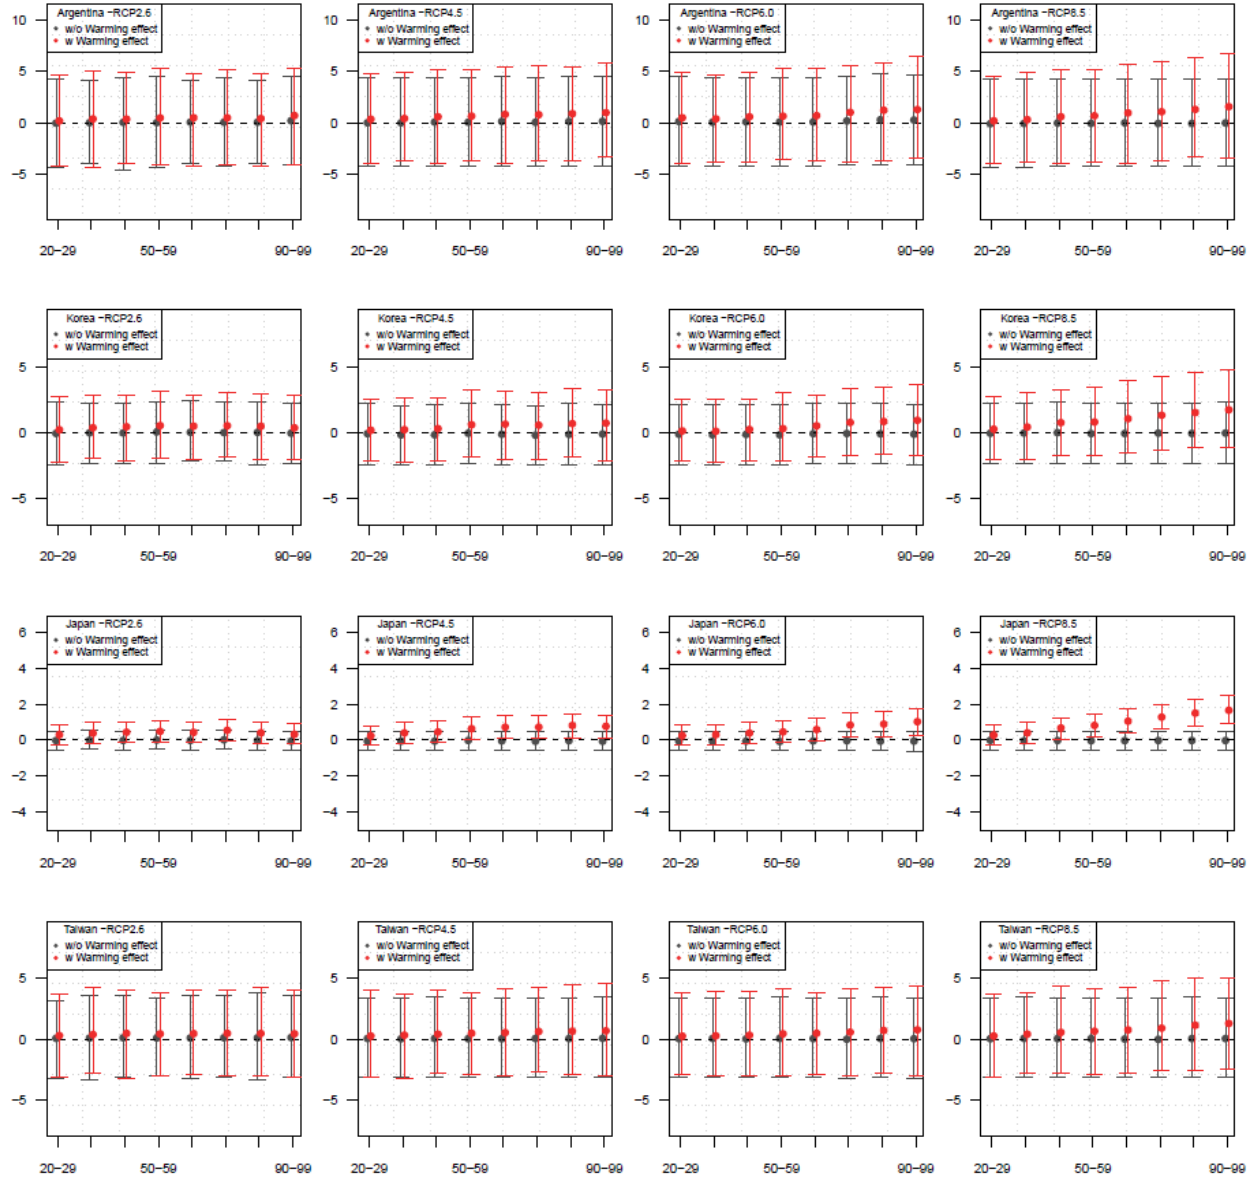 Argentina −RCP2.6
w/o Warming effect
w Warming effect
10
5
0
−5
20−29
50−59
90−99
Argentina −RCP4.5
w/o Warming effect
w Warming effect
10
5
0
−5
20−29
50−59
90−99
Argentina −RCP6.0
w/o Warming effect
w Warming effect
10
5
0
−5
20−29
50−59
90−99
Argentina −RCP8.5
w/o Warming effect
w Warming effect
10
5
0
−5
20−29
50−59
90−99
Korea −RCP2.6
w/o Warming effect
w Warming effect
5
0
−5
20−29
50−59
90−99
Korea −RCP4.5
w/o Warming effect
w Warming effect
5
0
−5
20−29
50−59
90−99
Korea −RCP6.0
w/o Warming effect
w Warming effect
5
0
−5
20−29
50−59
90−99
Korea −RCP8.5
w/o Warming effect
w Warming effect
5
0
−5
20−29
50−59
90−99
Japan −RCP2.6
w/o Warming effect
w Warming effect
6
4
2
0
−2
−4
20−29
50−59
90−99
Japan −RCP4.5
w/o Warming effect
w Warming effect
6
4
2
0
−2
−4
20−29
50−59
90−99
Japan −RCP6.0
w/o Warming effect
w Warming effect
6
4
2
0
−2
−4
20−29
50−59
90−99
Japan −RCP8.5
w/o Warming effect
w Warming effect
6
4
2
0
−2
−4
20−29
50−59
90−99
Taiwan −RCP2.6
w/o Warming effect
w Warming effect
5
0
−5
20−29
50−59
90−99
Taiwan −RCP4.5
w/o Warming effect
w Warming effect
5
0
−5
20−29
50−59
90−99
Taiwan −RCP6.0
w/o Warming effect
w Warming effect
5
0
−5
20−29
50−59
90−99
Taiwan −RCP8.5
w/o Warming effect
w Warming effect
5
0
−5
20−29
50−59
90−99